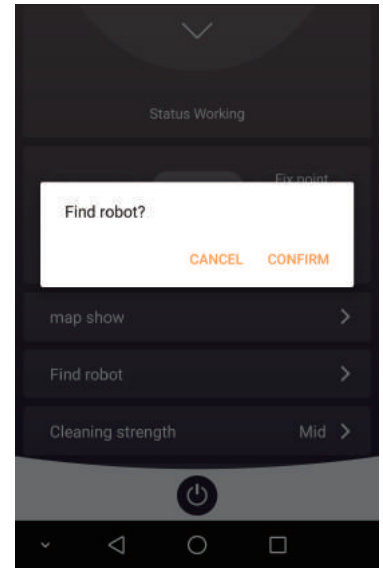 Status Working
Fix point
Find robot?
CANCEL CONFIRM
map show
Find robot
Cleaning strength Mid